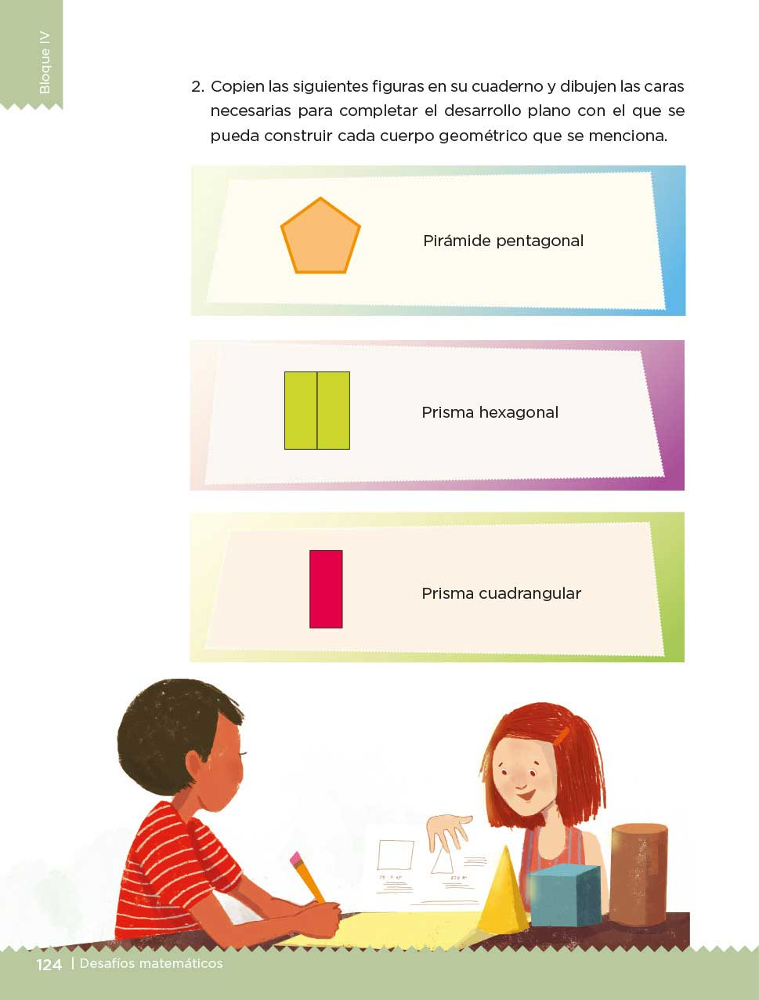 Bloque IV
2. Copien las siguientes figuras en su cuaderno y dibujen las caras
necesarias para completar el desarrollo plano con el que se
pueda construir cada cuerpo geométrico que se menciona.
Pirámide pentagonal
Prisma hexagonal
Prisma cuadrangular
124 | Desafíos matemáticos